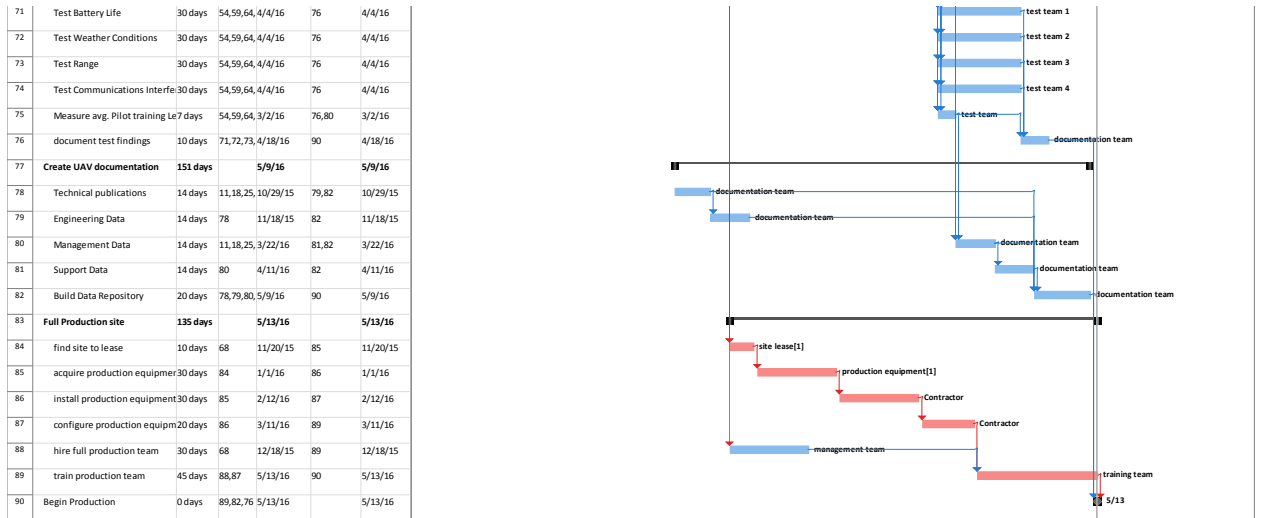 71 Test Battery Life 30 days 54,59,64, 4/4/16 76 4/4/16 test team 1
72 Test Weather Conditions 30 days 54,59,64, 4/4/16 76 4/4/16 test team 2
73 Test Range 30 days 54,59,64, 4/4/16 76 4/4/16 test team 3
74 Test Communications Interfe 30 days 54,59,64, 4/4/16 76 4/4/16 test team 4
75 Measure avg. Pilot training Le 7 days 54,59,64, 3/2/16 76,80 3/2/16 test team
76 document test findings 10 days 71,72,73, 4/18/16 90 4/18/16 documentation team
77 Create UAV documentation 151 days 5/9/16 5/9/16
78 Technical publications 14 days 11,18,25, 10/29/15 79,82 10/29/15 documentation team
79 Engineering Data 14 days 78 11/18/15 82 11/18/15 documentation team
80 Management Data 14 days 11,18,25, 3/22/16 81,82 3/22/16 documentation team
81 Support Data 14 days 80 4/11/16 82 4/11/16 documentation team
82 Build Data Repository 20 days 78,79,80, 5/9/16 90 5/9/16 documentation team
83 Full Production site 135 days 5/13/16 5/13/16
84 find site to lease 10 days 68 11/20/15 85 11/20/15 site lease[1]
85 acquire production equipmer 30 days 84 1/1/16 86 1/1/16 production equipment[1]
86 install production equipment 30 days 85 2/12/16 87 2/12/16 Contractor
87 configure production equipm 20 days 86 3/11/16 89 3/11/16 Contractor
88 hire full production team 30 days 68 12/18/15 89 12/18/15 management team
89 train production team 45 days 88,87 5/13/16 90 5/13/16 training team
90 Begin Production 0 days 89,82,76 5/13/16 5/13/16 5/13